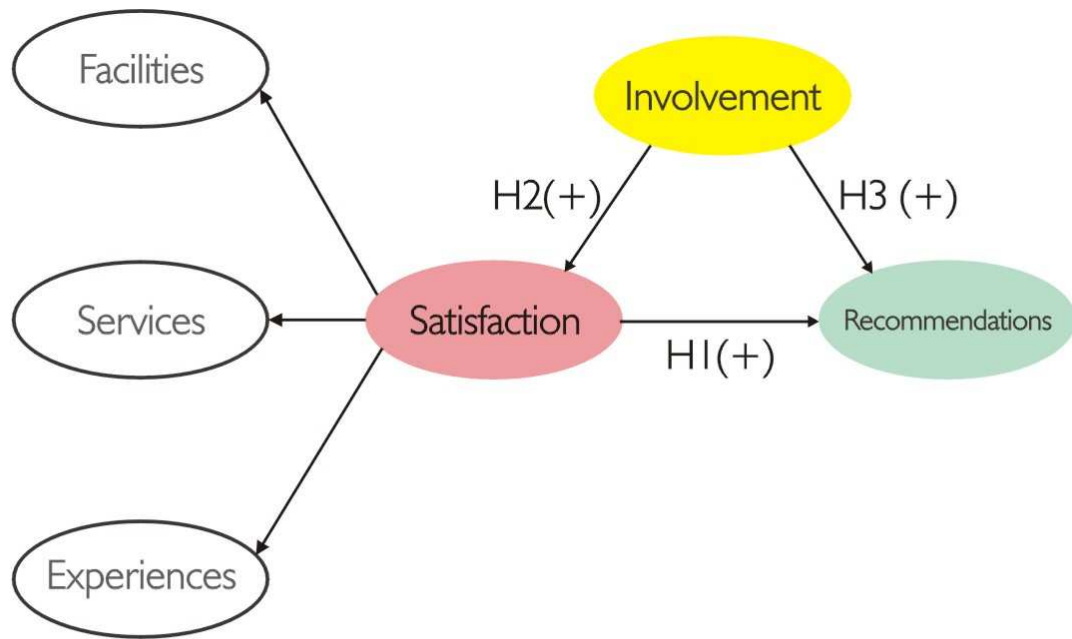 Facilities
Involvement
H2(+)
H3 (+)
Services
Satisfaction
Recommendations
H1(+)
Experiences